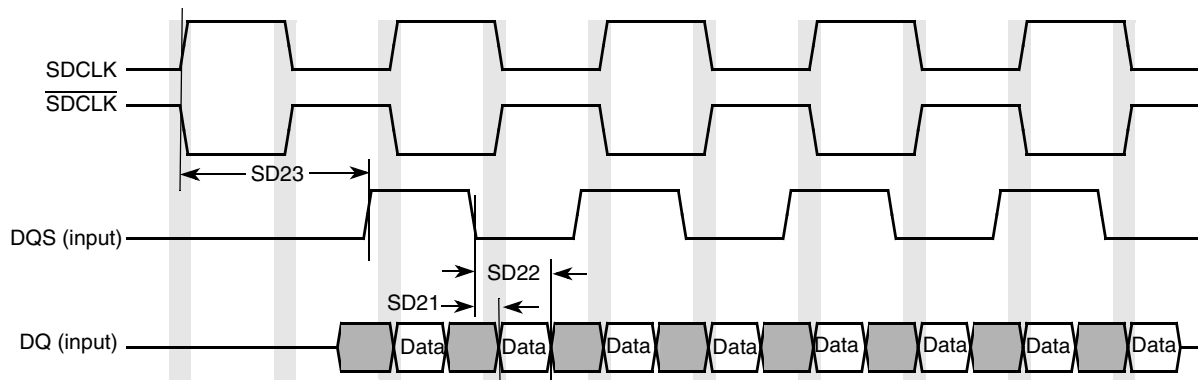 SDCLK
SDCLK
SD23
DQS (input)
SD22
SD21
DQ (input)
Data Data Data Data Data Data Data Data